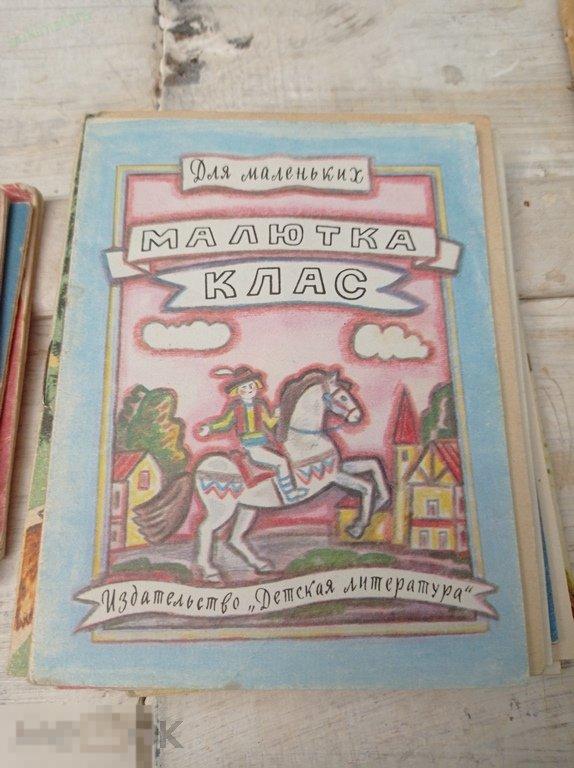 Для маленьких
МАЛЮТКА
КЛАС
Издательство „Детская литература“